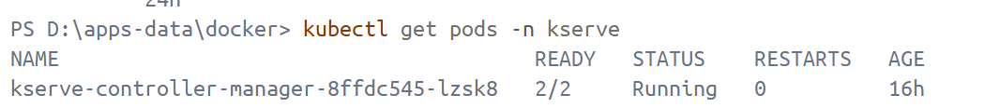 24h
PS D:\apps-data\docker> kubectl get pods -n kserve
NAME READY STATUS RESTARTS AGE
kserve-controller-manager-8ffdc545-lzsk8 2/2 Running 0 16h